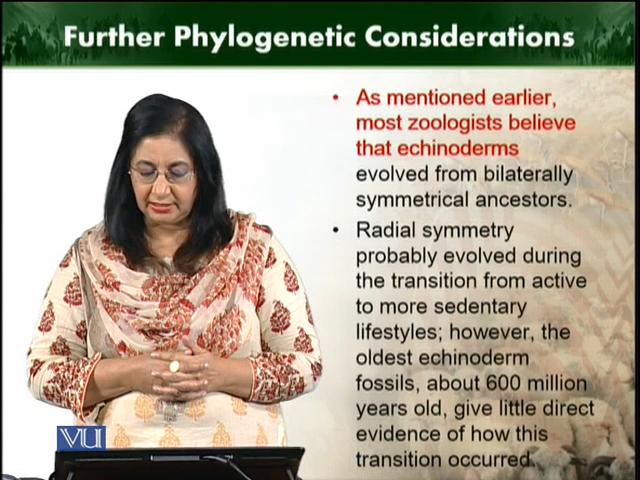 Further Phylogenetic Considerations
• As mentioned earlier,
most zoologists believe
that echinoderms
evolved from bilaterally
symmetrical ancestors.
• Radial symmetry
probably evolved during
the transition from active
to more sedentary
lifestyles; however, the
oldest echinoderm
fossils, about 600 million
years old, give little direct
evidence of how this
transition occurred.
VU